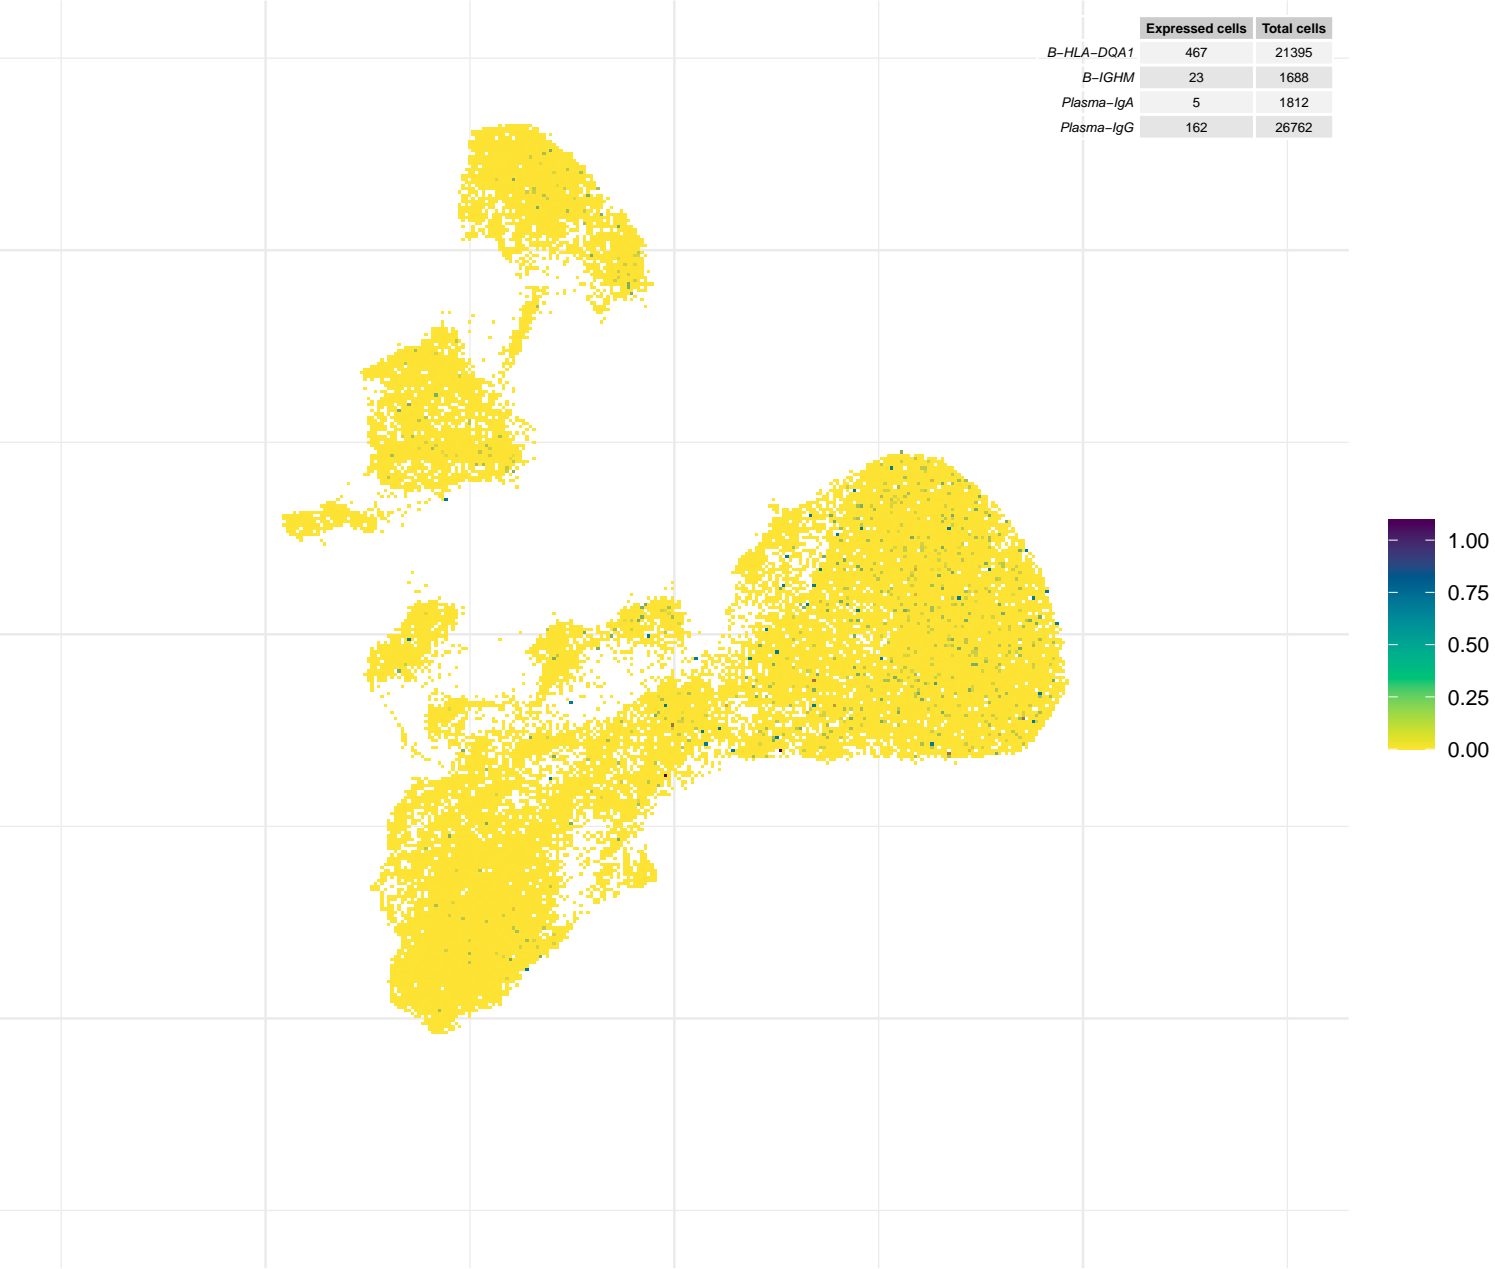 Expressed cells Total cells
B−HLA−DQA1 467 21395
B−IGHM 23 1688
Plasma−IgA 5 1812
Plasma−IgG 162 26762
1.00
0.75
0.50
0.25
0.00